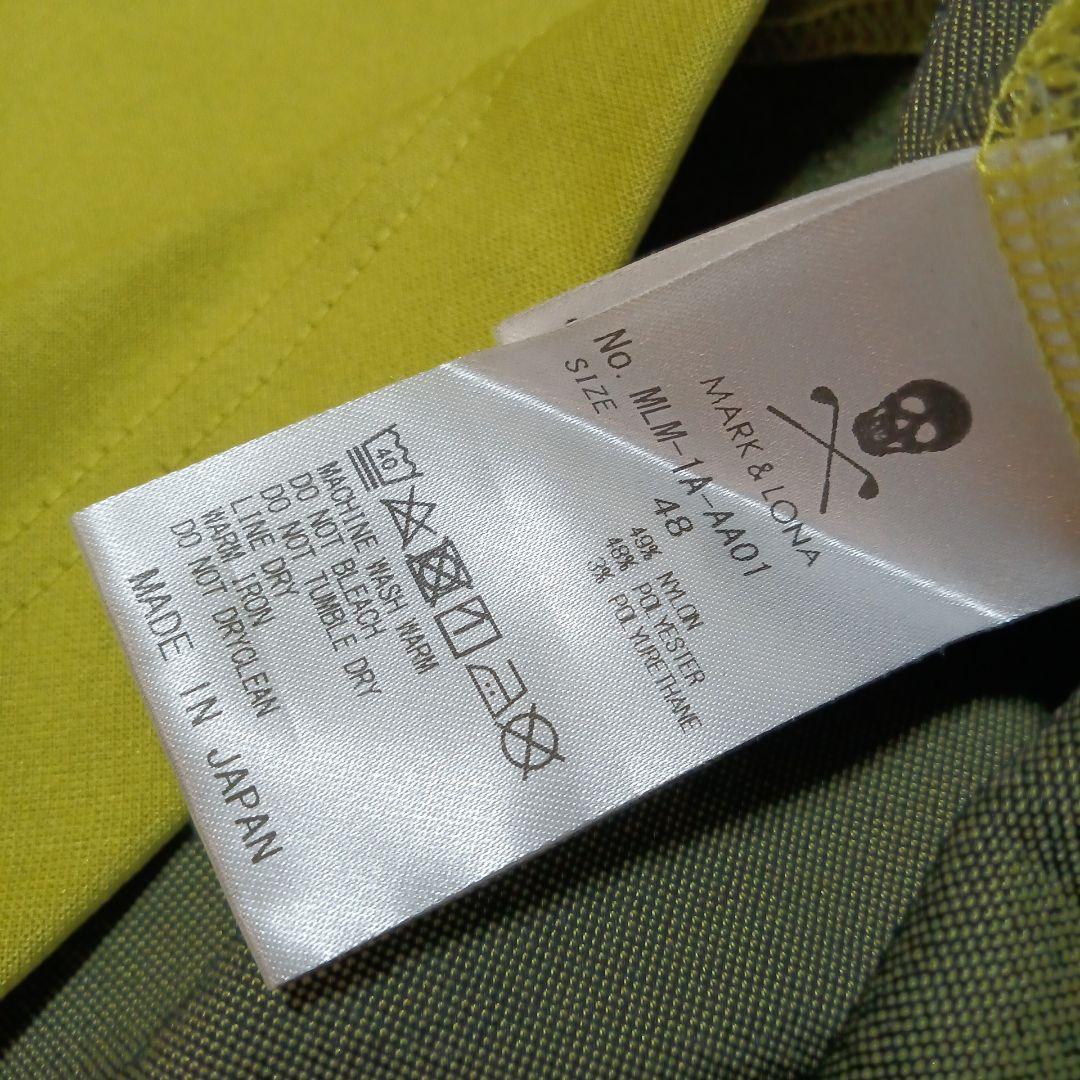 MARK & LONA
No. MLM-1A-AA01
SIZE 48
49% NYLON
48% POLYESTER
3% POLYURETHANE
40
MACHINE WASH WARM
DO NOT BLEACH
DO NOT TUMBLE DRY
LINE DRY
WARM IRON
DO NOT DRYCLEAN
MADE IN JAPAN